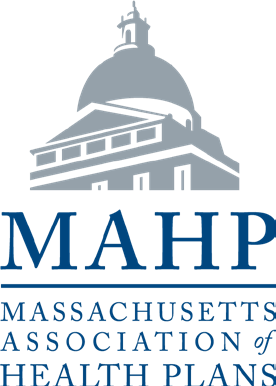 MAHP
MASSACHUSETTS
ASSOCIATION of
HEALTH PLANS